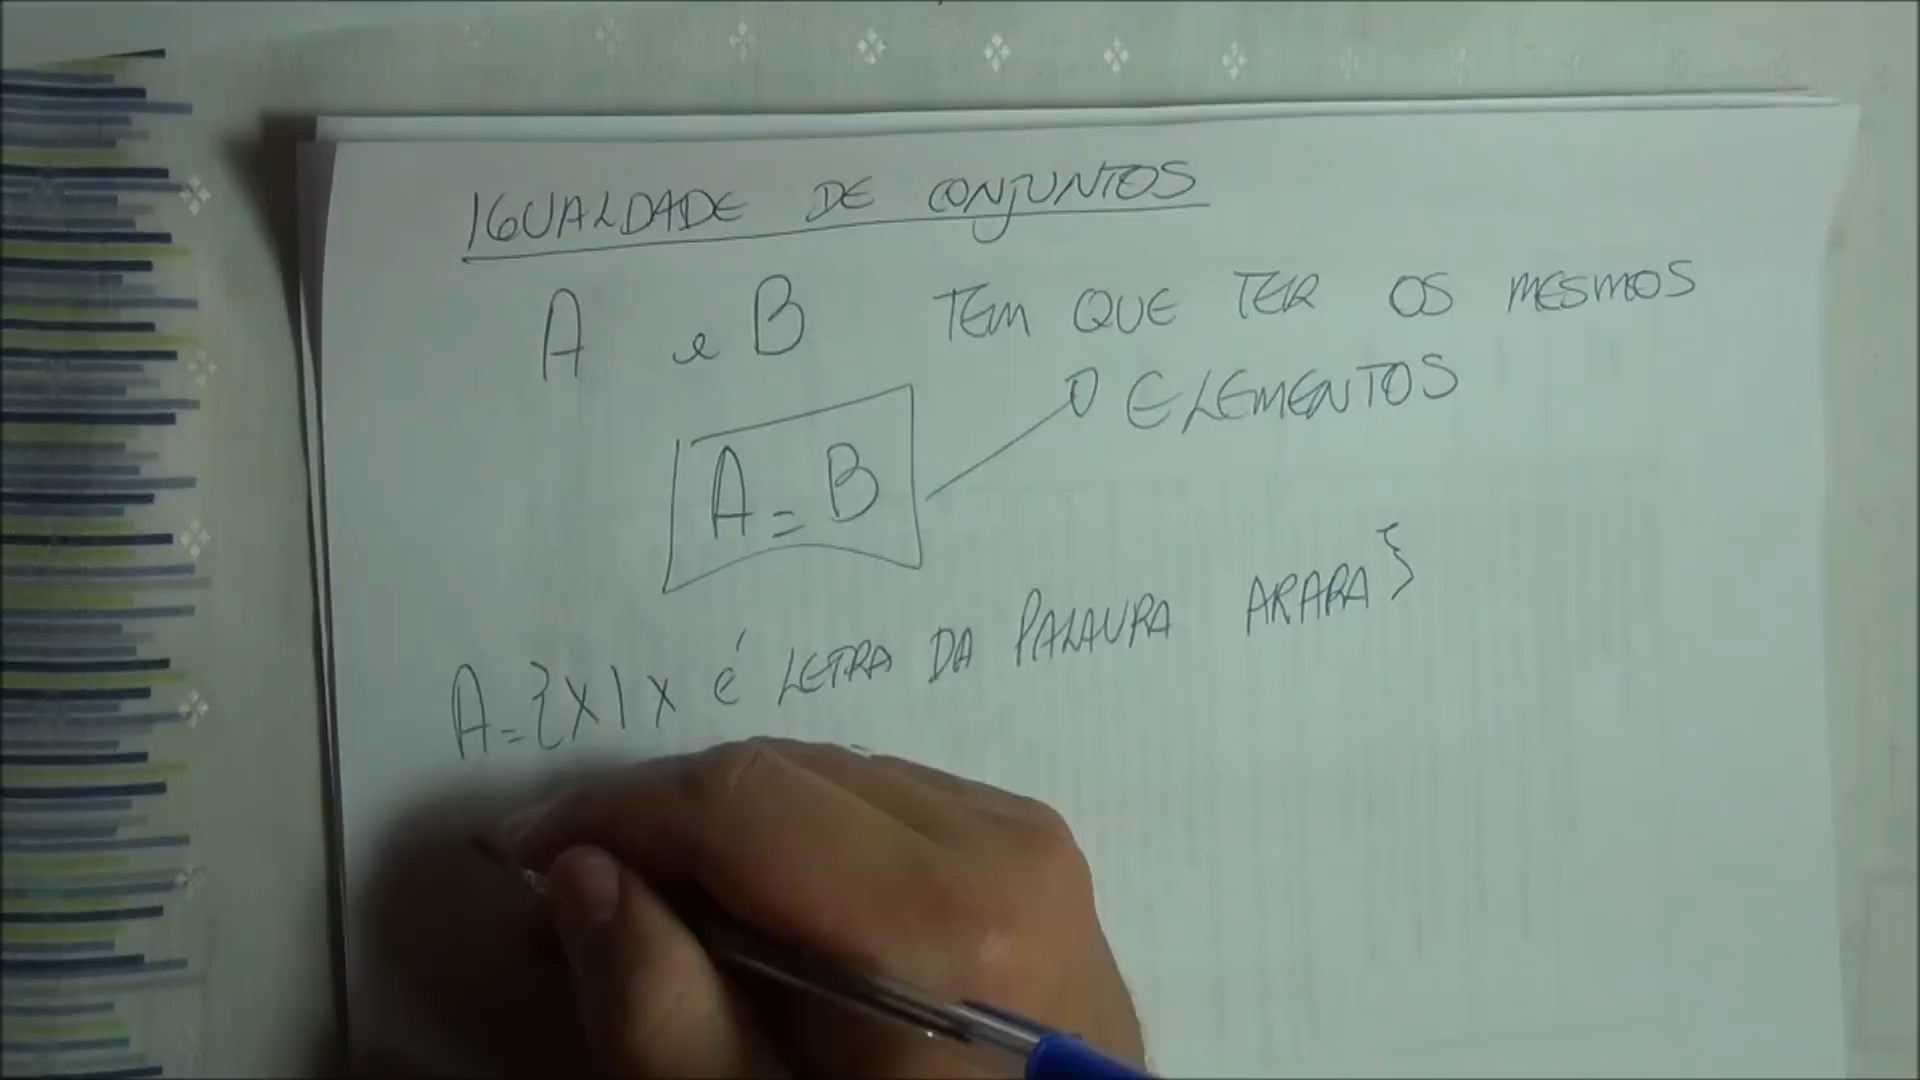 IGUALDADE DE CONJUNTOS
A e B TEM QUE TER OS MESMOS
ELEMENTOS
A = B
A = {X | X É LETRA DA PALAVRA ARARA}